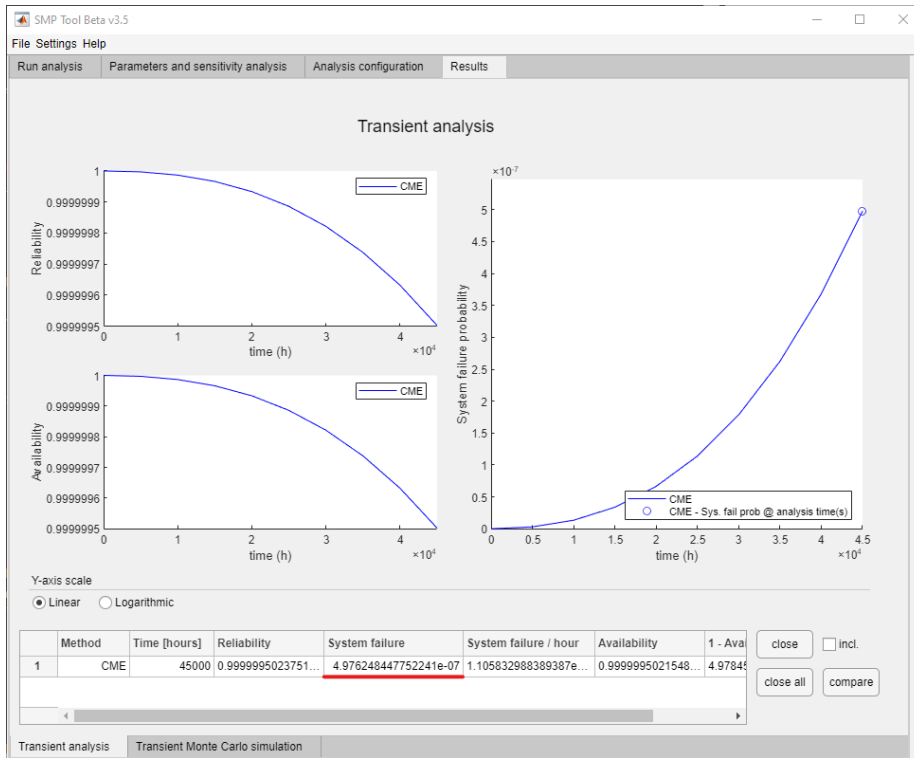 SMP Tool Beta v3.5
File Settings Help
Run analysis Parameters and sensitivity analysis Analysis configuration Results
Transient analysis
1
0.9999999
0.9999998
0.9999997
0.9999996
0.9999995
Reliability
CME
0 1 2 3 4
time (h)
×10⁴
1
0.9999999
0.9999998
0.9999997
0.9999996
0.9999995
Availability
CME
0 1 2 3 4
time (h)
×10⁴
×10⁻⁷
5
4.5
4
3.5
3
2.5
2
1.5
1
0.5
0
System failure probability
CME
CME - Sys. fail prob @ analysis time(s)
0 0.5 1 1.5 2 2.5 3 3.5 4 4.5
time (h)
×10⁴
Y-axis scale
Linear Logarithmic
Method Time [hours] Reliability System failure System failure / hour Availability 1 - Avai
1 CME 45000 0.9999995023751... 4.976248447752241e-07 1.105832988389387e... 0.9999995021548... 4.97845
close incl.
close all compare
Transient analysis Transient Monte Carlo simulation